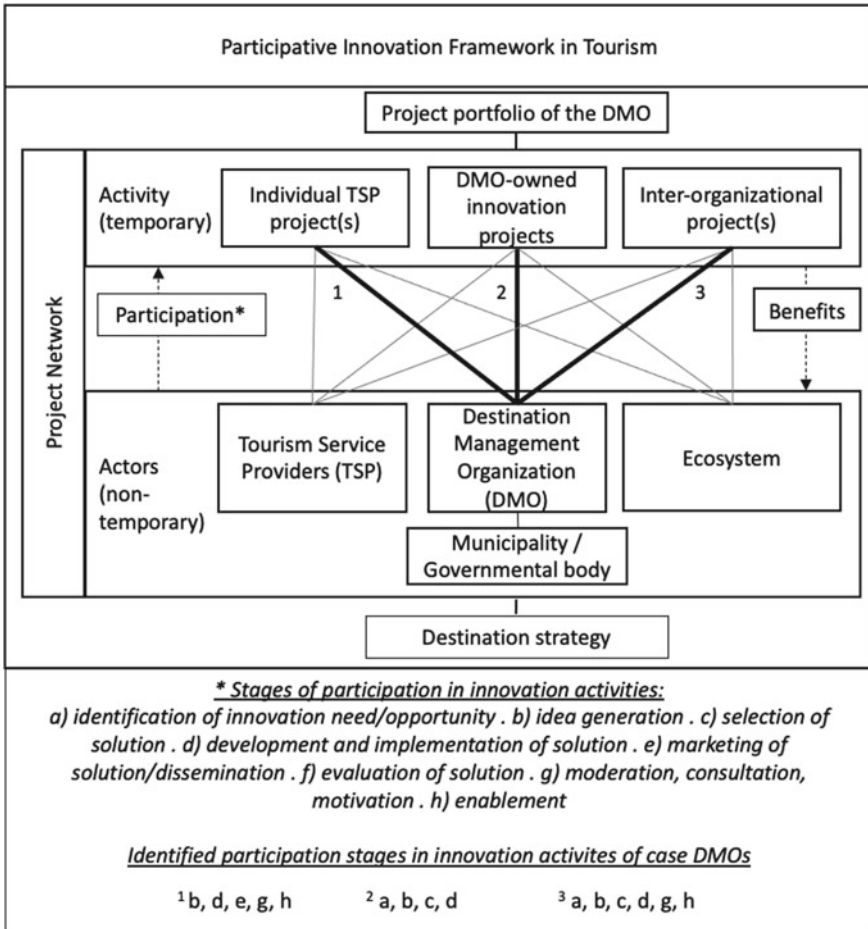 Participative Innovation Framework in Tourism
Project portfolio of the DMO
Project Network
Activity
(temporary)
Individual TSP
project(s)
DMO-owned
innovation
projects
Inter-organizational
project(s)
1
2
3
Participation*
Benefits
Actors
(non-
temporary)
Tourism Service
Providers (TSP)
Destination
Management
Organization
(DMO)
Ecosystem
Municipality /
Governmental body
Destination strategy
* Stages of participation in innovation activities:
a) identification of innovation need/opportunity . b) idea generation . c) selection of
solution . d) development and implementation of solution . e) marketing of
solution/dissemination . f) evaluation of solution . g) moderation, consultation,
motivation . h) enablement
Identified participation stages in innovation activites of case DMOs
¹ b, d, e, g, h ² a, b, c, d ³ a, b, c, d, g, h